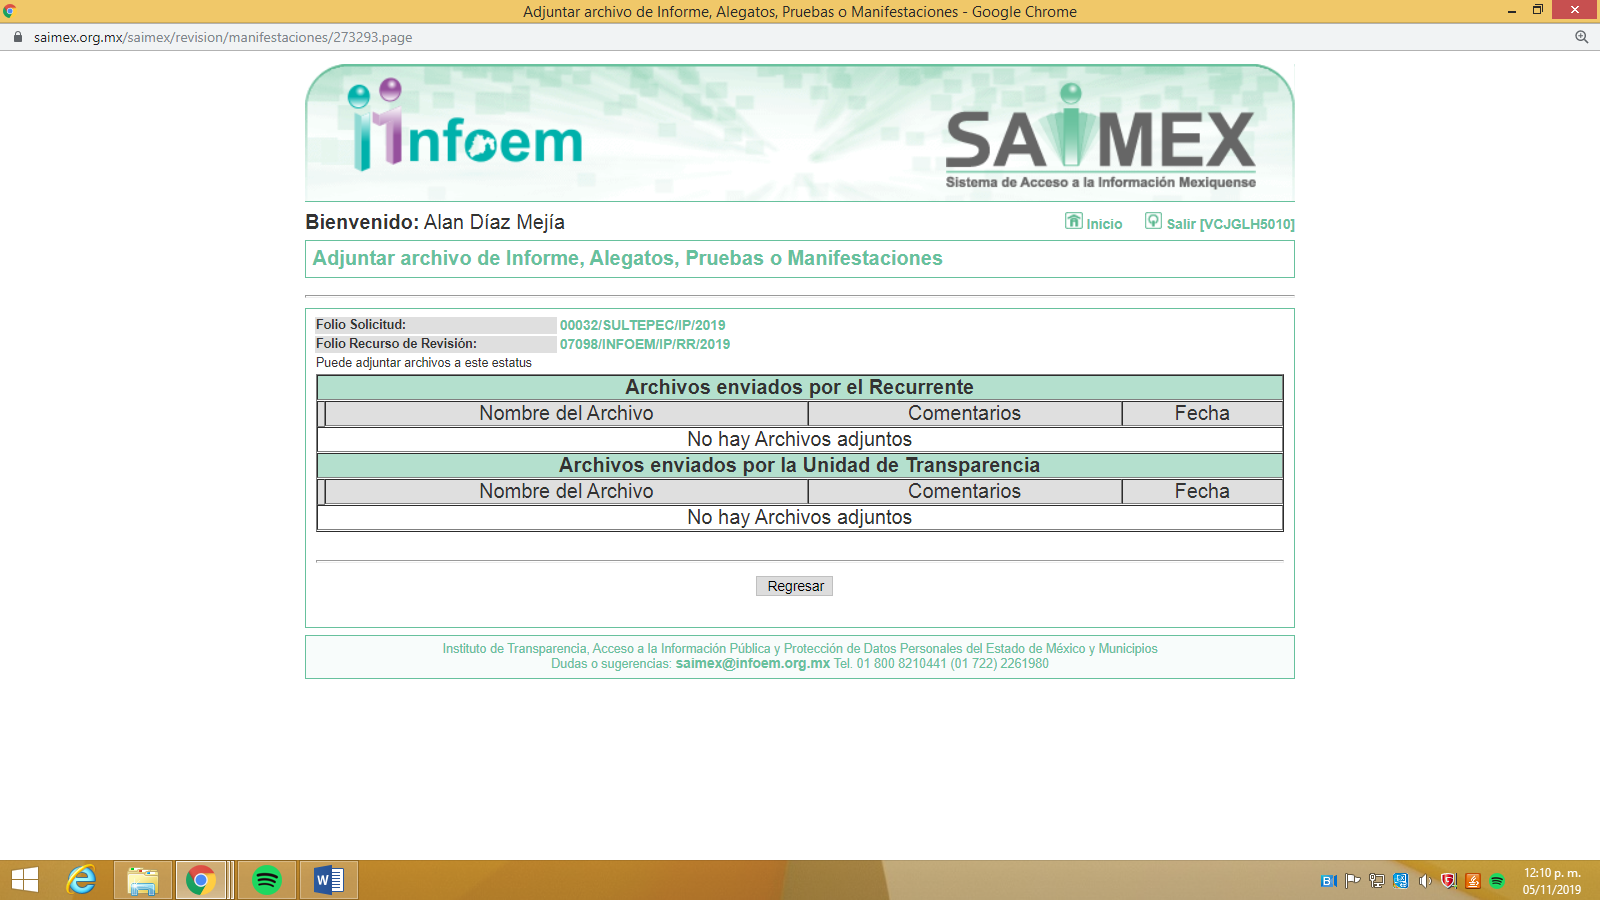 Adjuntar archivo de Informe, Alegatos, Pruebas o Manifestaciones - Google Chrome
saimex.org.mx/saimex/revision/manifestaciones/273293.page
infoem
SAIMEX
Sistema de Acceso a la Información Mexiquense
Bienvenido: Alan Díaz Mejía
Inicio
Salir [VCJGLH5010]
Adjuntar archivo de Informe, Alegatos, Pruebas o Manifestaciones
Folio Solicitud: 00032/SULTEPEC/IP/2019
Folio Recurso de Revisión: 07098/INFOEM/IP/RR/2019
Puede adjuntar archivos a este estatus
Archivos enviados por el Recurrente
Nombre del Archivo Comentarios Fecha
No hay Archivos adjuntos
Archivos enviados por la Unidad de Transparencia
Nombre del Archivo Comentarios Fecha
No hay Archivos adjuntos
Regresar
Instituto de Transparencia, Acceso a la Información Pública y Protección de Datos Personales del Estado de México y Municipios
Dudas o sugerencias: saimex@infoem.org.mx Tel. 01 800 8210441 (01 722) 2261980
12:10 p. m.
05/11/2019